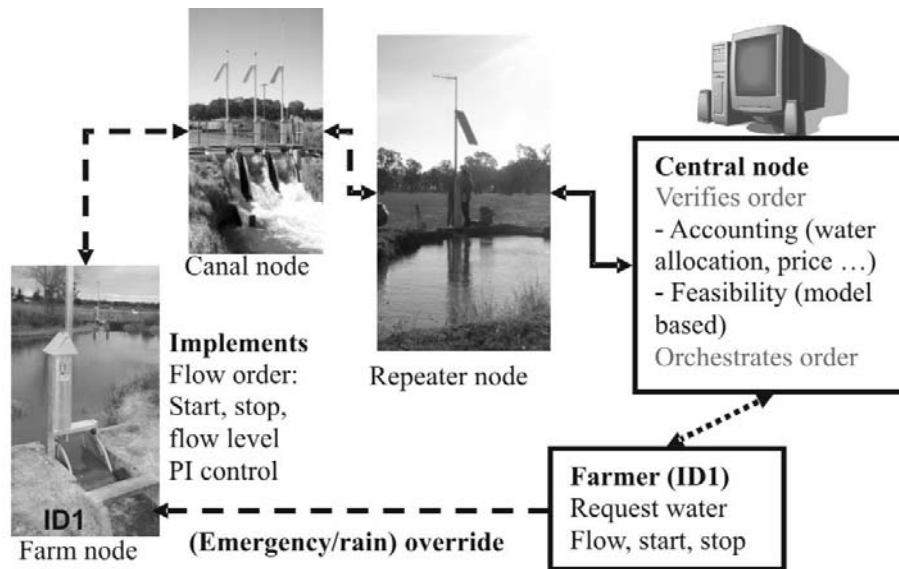 Central node
Verifies order
- Accounting (water
allocation, price ...)
- Feasibility (model
based)
Orchestrates order
Canal node
Implements
Flow order:
Start, stop,
flow level
PI control
Repeater node
ID1
Farm node
(Emergency/rain) override
Farmer (ID1)
Request water
Flow, start, stop